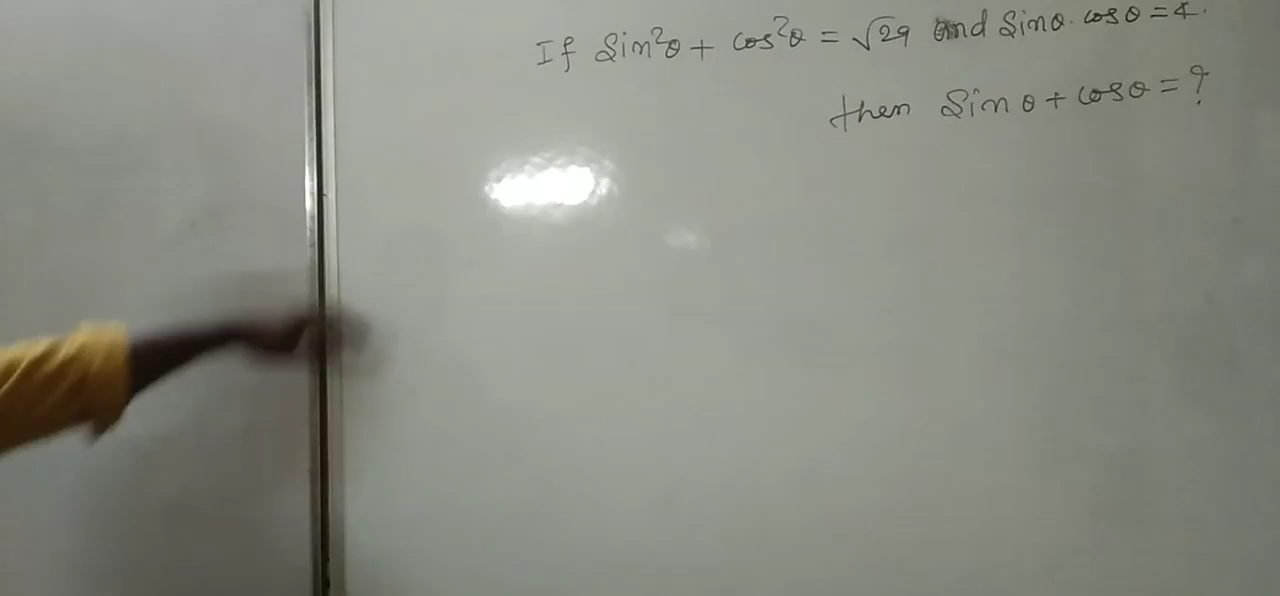 If Sin²θ + cos²θ = √29 and Sinθ. cosθ = 4.
then Sinθ + cosθ = ?